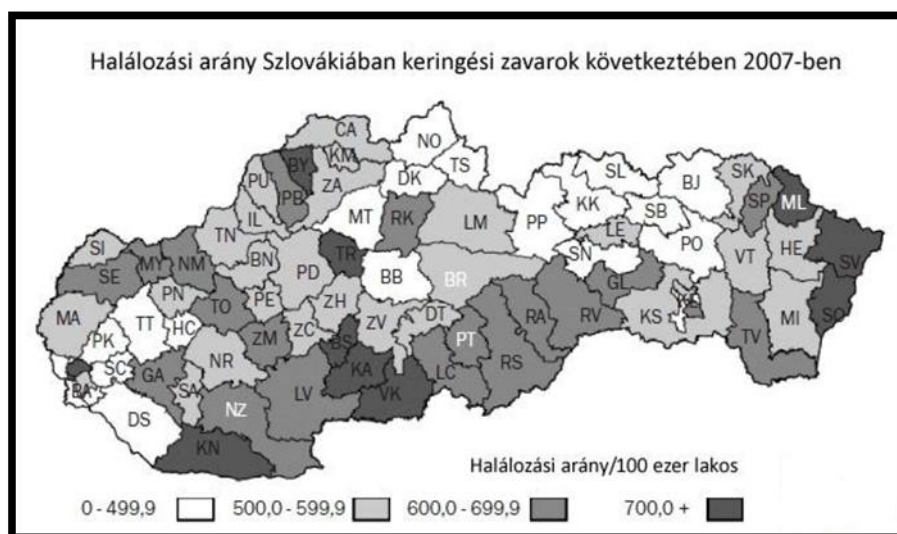 Halálozási arány Szlovákiában keringési zavarok következtében 2007-ben
CA
NO
KM
BY
TS
SL
SK
PU
ZA
DK
BJ
PB
SP
ML
KK
MT
RK
LM
PP
SB
IL
LE
TN
PO
HE
SI
SN
VT
SV
BN
TR
MY
NM
PD
BB
SE
BR
GL
PN
PE
ZH
TO
DT
KS
MI
SO
MA
TT
HC
ZC
ZV
RA
RV
TV
PK
ZM
BS
PT
NR
KA
RS
SC
GA
LC
BA
SA
LV
VK
NZ
DS
KN
Halálozási arány/100 ezer lakos
0 - 499,9 500,0 - 599,9 600,0 - 699,9 700,0 +